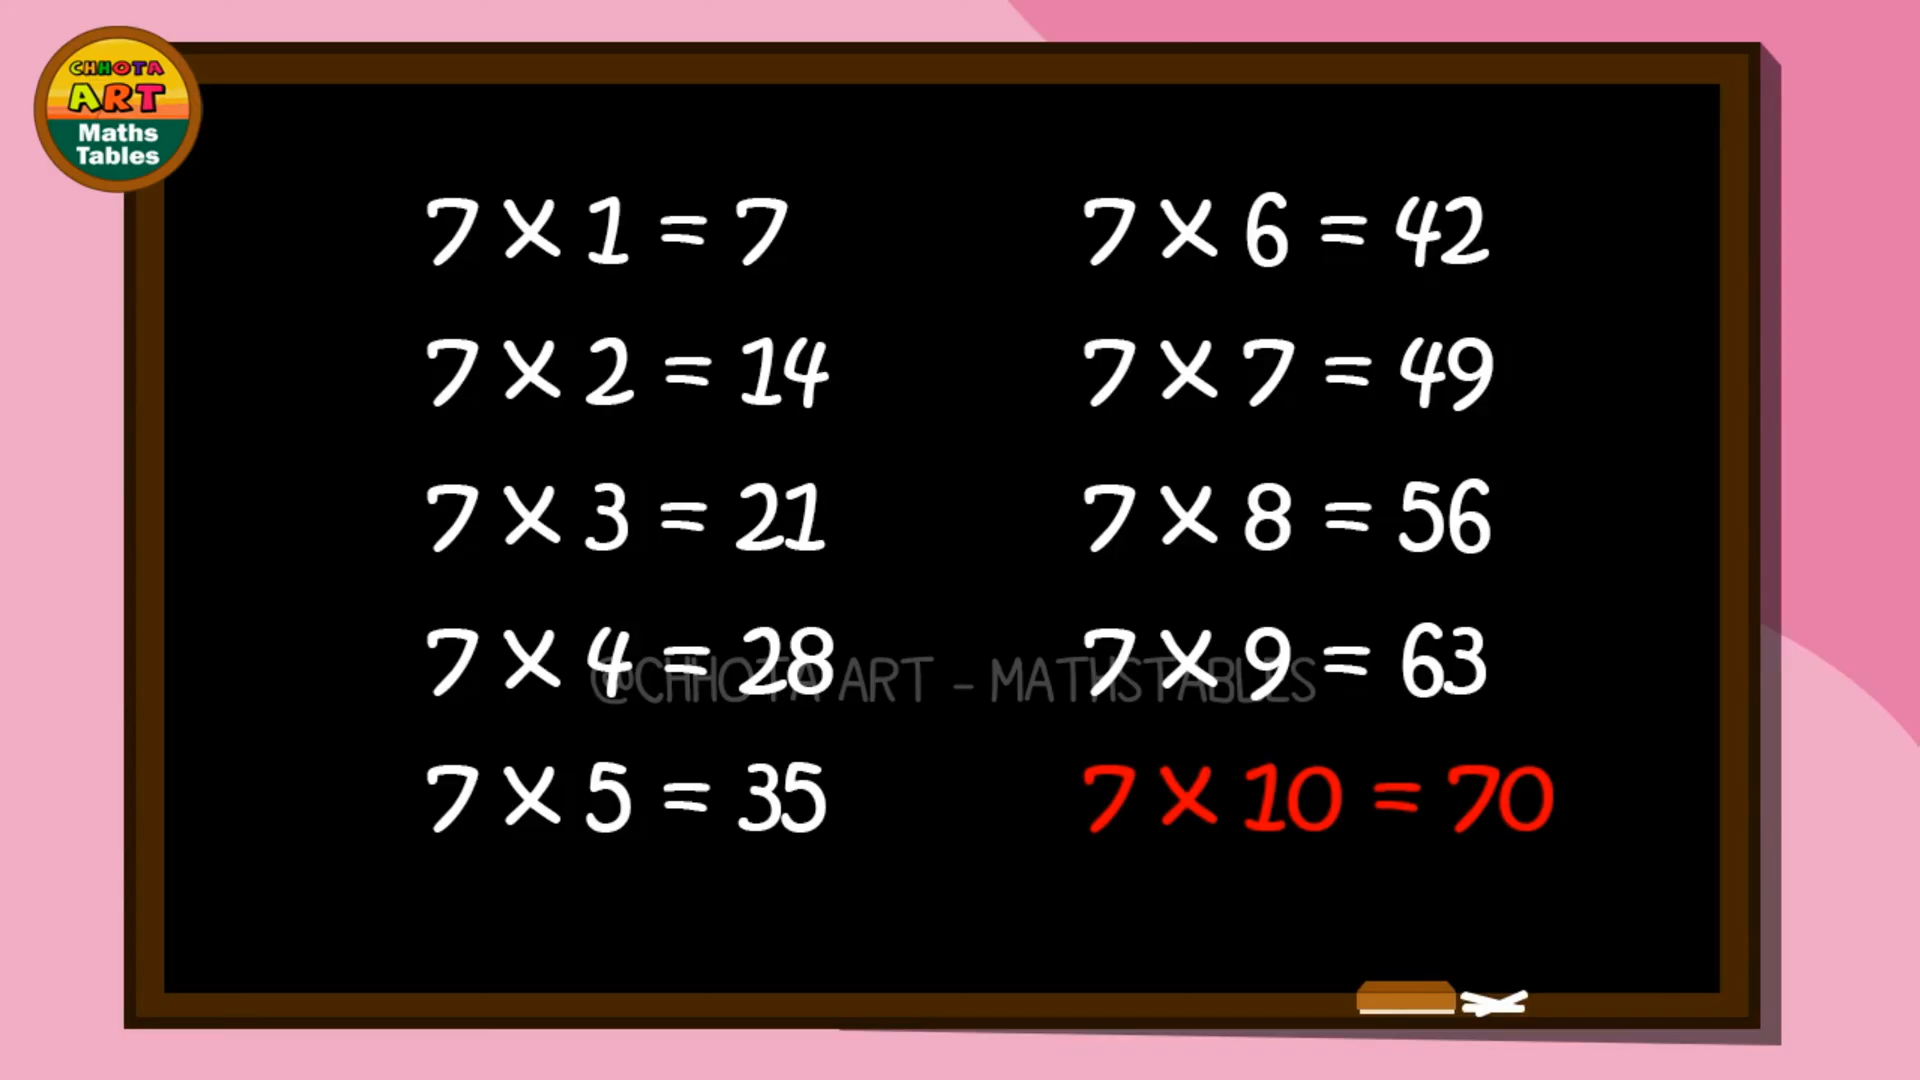 CHHOTA
ART
Maths
Tables
7 × 1 = 7
7 × 2 = 14
7 × 3 = 21
7 × 4 = 28
7 × 5 = 35
7 × 6 = 42
7 × 7 = 49
7 × 8 = 56
7 × 9 = 63
7 × 10 = 70
@CHHOTA ART - MATHSTABLES